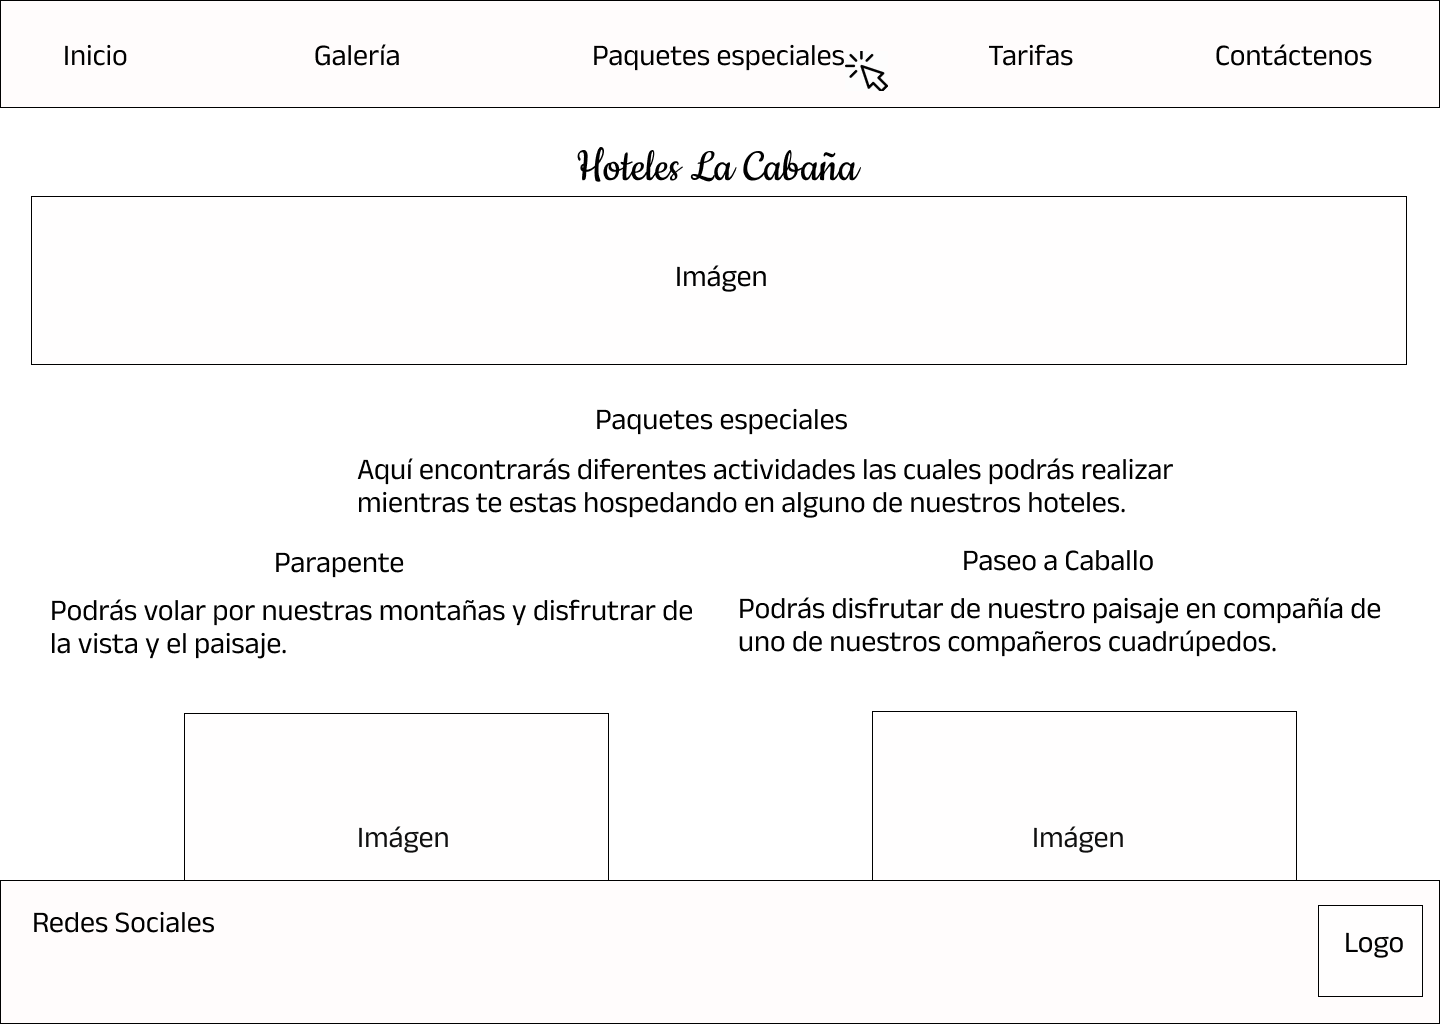 Inicio
Galería
Paquetes especiales
Tarifas
Contáctenos
Hoteles La Cabaña
Imágen
Paquetes especiales
Aquí encontrarás diferentes actividades las cuales podrás realizar
mientras te estas hospedando en alguno de nuestros hoteles.
Parapente
Podrás volar por nuestras montañas y disfrutrar de
la vista y el paisaje.
Paseo a Caballo
Podrás disfrutar de nuestro paisaje en compañía de
uno de nuestros compañeros cuadrúpedos.
Imágen
Imágen
Redes Sociales
Logo